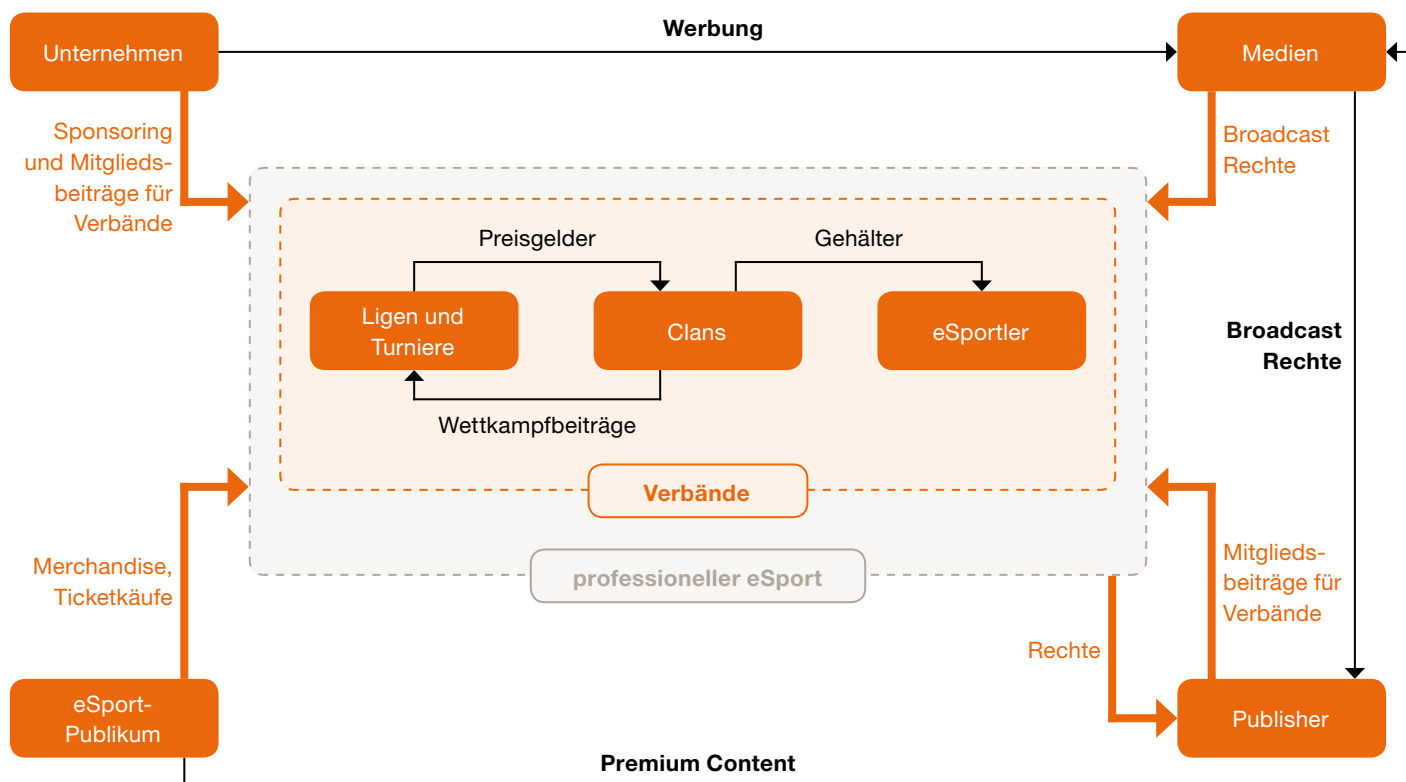 Werbung
Unternehmen
Medien
Sponsoring
und Mitglieds-
beiträge für
Verbände
Broadcast
Rechte
Preisgelder
Gehälter
Ligen und
Turniere
Clans
eSportler
Broadcast
Rechte
Wettkampfbeiträge
Verbände
professioneller eSport
Merchandise,
Ticketkäufe
Mitglieds-
beiträge für
Verbände
Rechte
eSport-
Publikum
Publisher
Premium Content